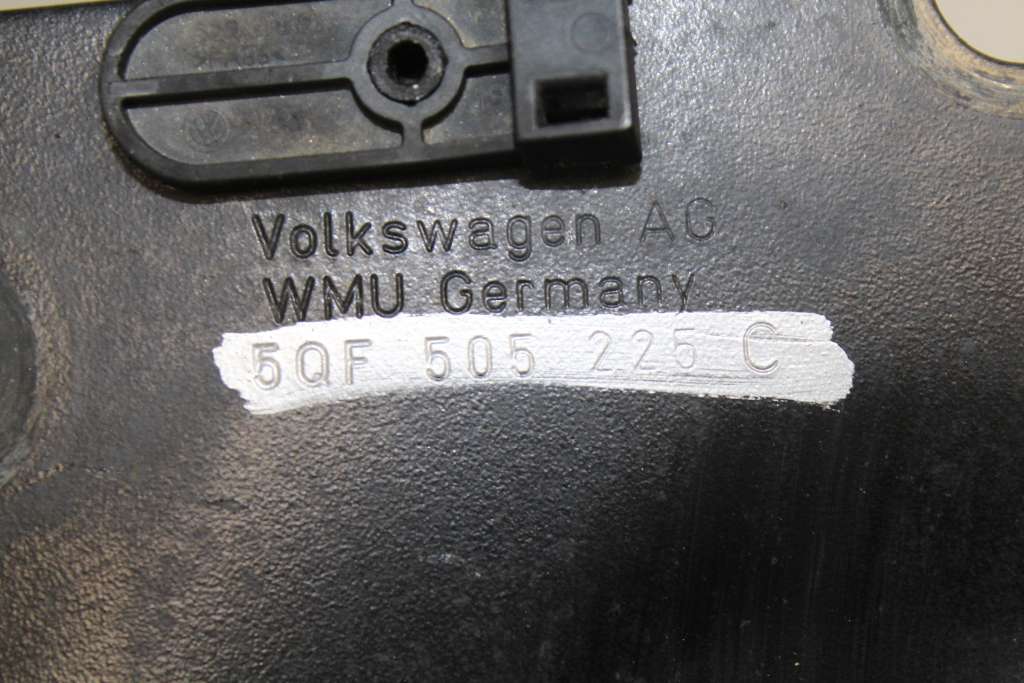 Volkswagen AG
WMU Germany
5QF 505 225 C